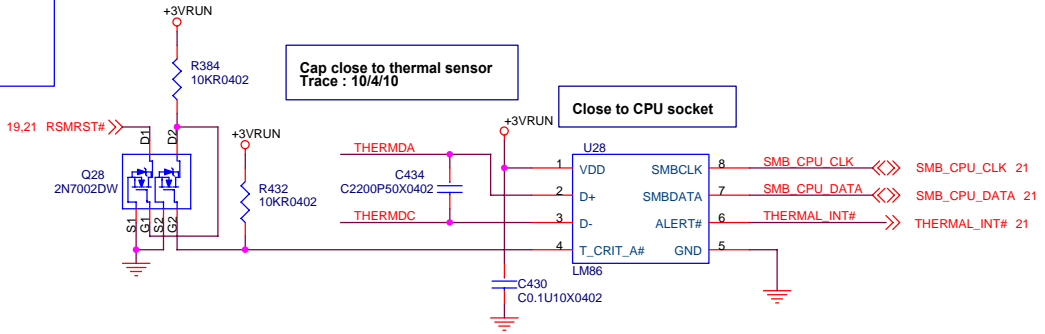 +3VRUN
R384
10KR0402
Cap close to thermal sensor
Trace : 10/4/10
Close to CPU socket
19,21 RSMRST#
D1
D2
+3VRUN
+3VRUN
Q28
2N7002DW
S1
G1
S2
G2
R432
10KR0402
THERMDA
C434
C2200P50X0402
THERMDC
U28
1 VDD SMBCLK 8 SMB_CPU_CLK SMB_CPU_CLK 21
2 D+ SMBDATA 7 SMB_CPU_DATA SMB_CPU_DATA 21
3 D- ALERT# 6 THERMAL_INT# THERMAL_INT# 21
4 T_CRIT_A# GND 5
LM86
C430
C0.1U10X0402